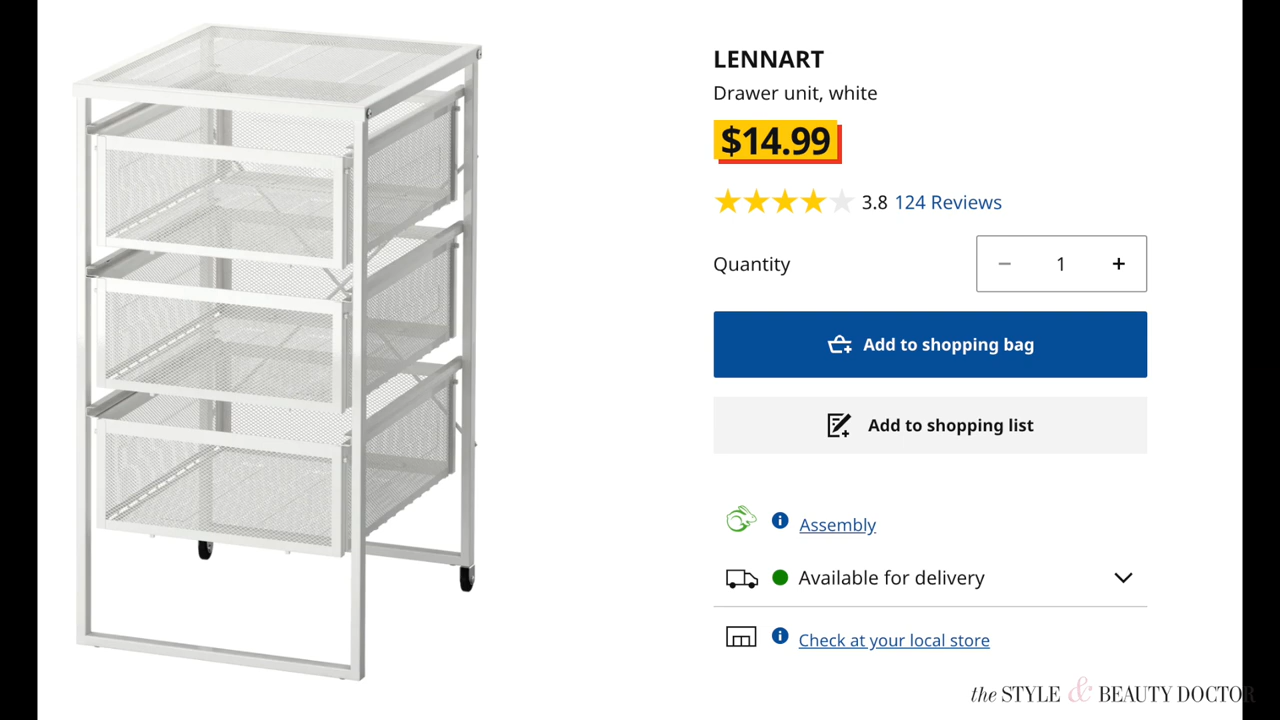 LENNART
Drawer unit, white
$14.99
3.8 124 Reviews
Quantity
− 1 +
Add to shopping bag
Add to shopping list
Assembly
Available for delivery
Check at your local store
the STYLE & BEAUTY DOCTOR